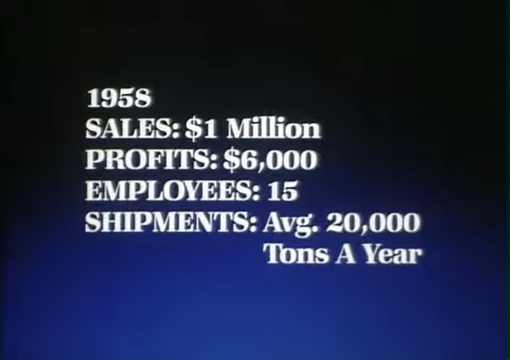 1958
SALES: $1 Million
PROFITS: $6,000
EMPLOYEES: 15
SHIPMENTS: Avg. 20,000
Tons A Year